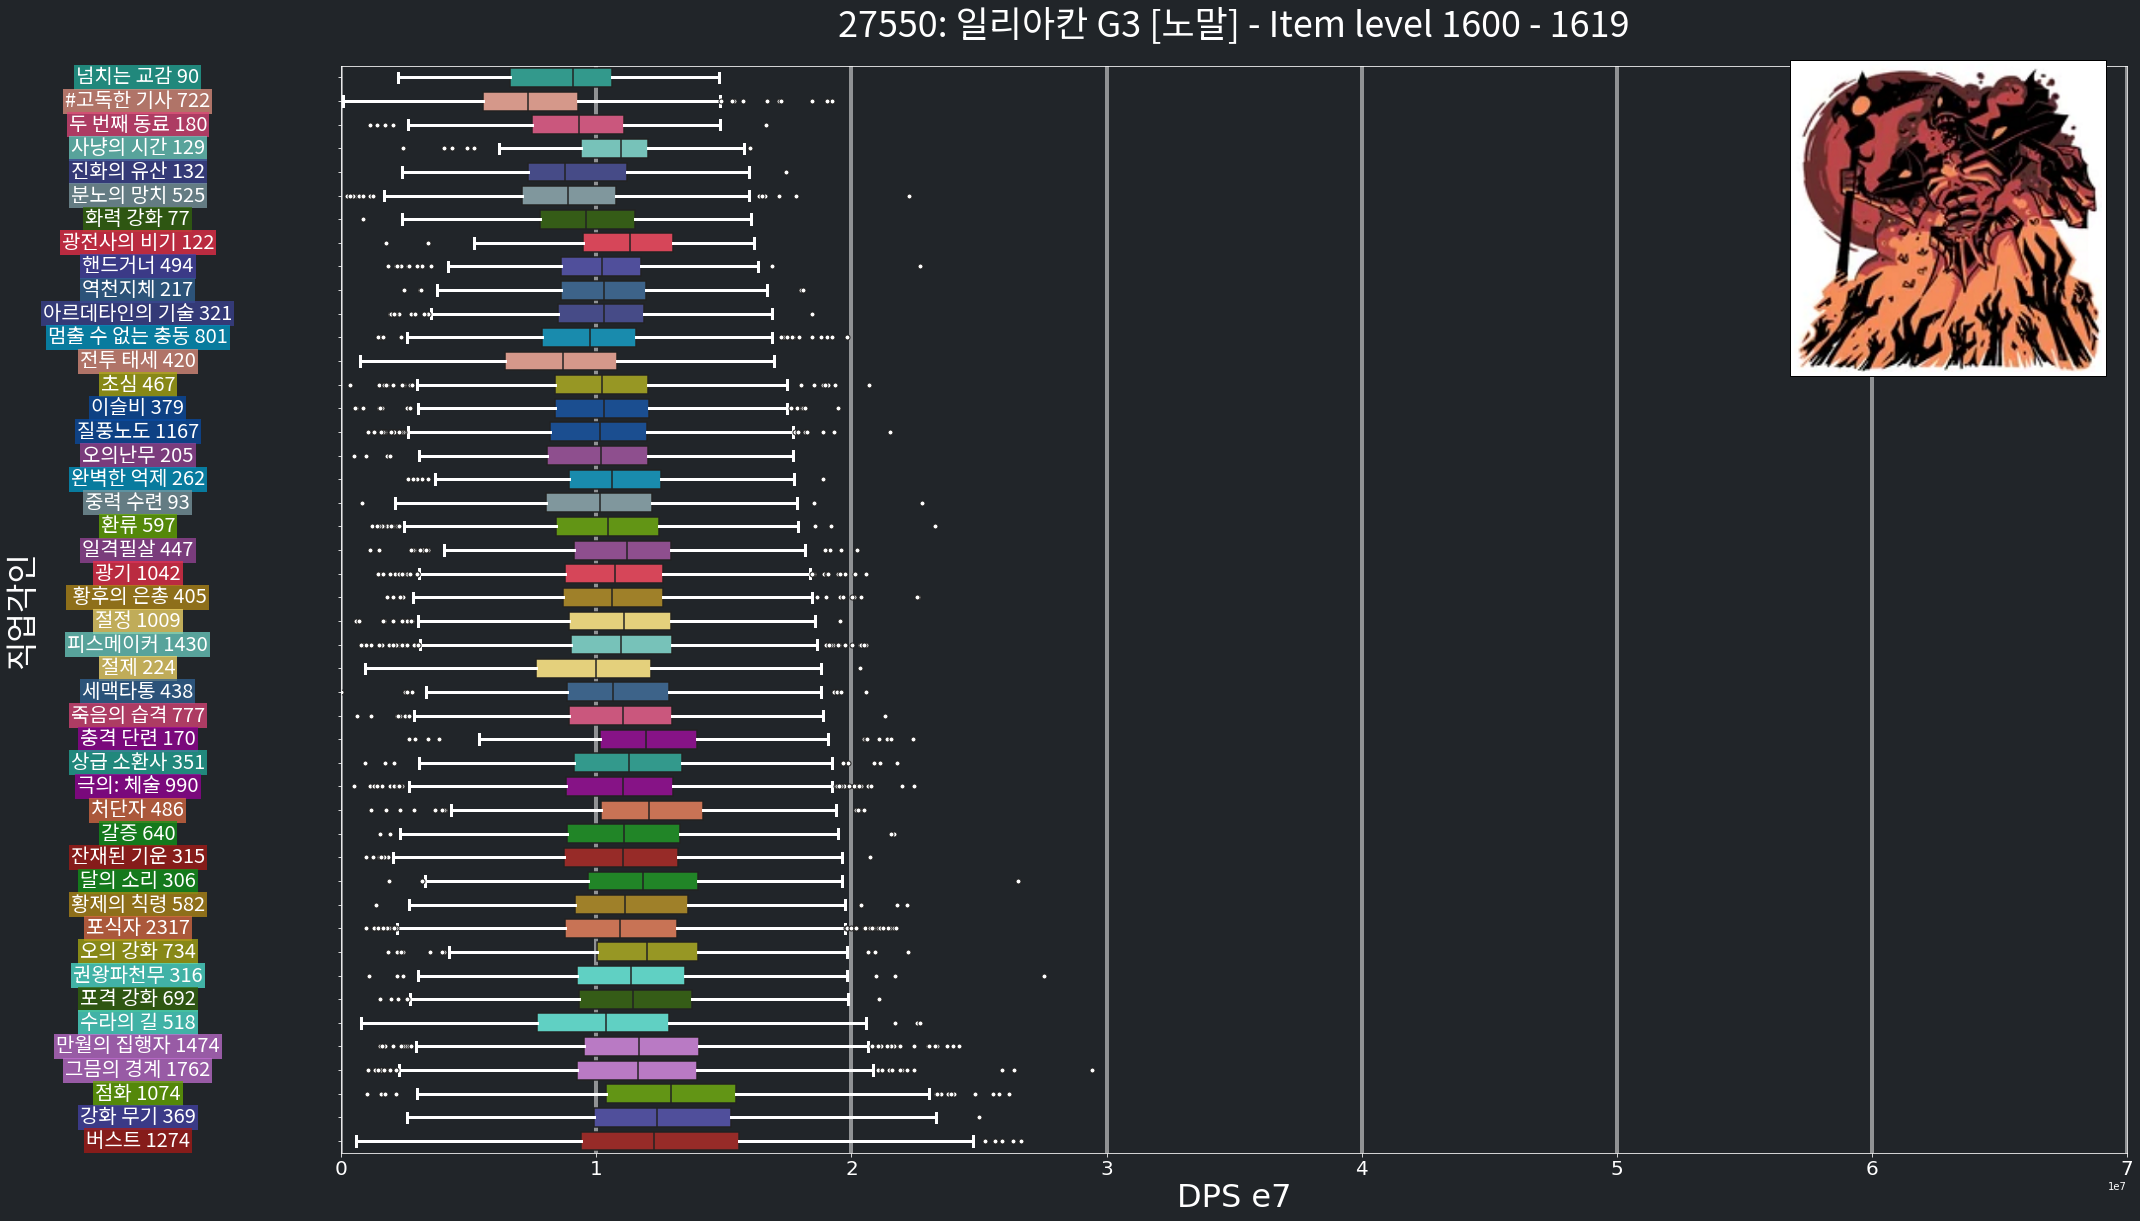 27550: 일리아칸 G3 [노말] - Item level 1600 - 1619
넘치는 교감 90
#고독한 기사 722
두 번째 동료 180
사냥의 시간 129
진화의 유산 132
분노의 망치 525
화력 강화 77
광전사의 비기 122
핸드거너 494
역천지체 217
아르데타인의 기술 321
멈출 수 없는 충동 801
전투 태세 420
초심 467
이슬비 379
질풍노도 1167
오의난무 205
완벽한 억제 262
중력 수련 93
환류 597
일격필살 447
광기 1042
황후의 은총 405
절정 1009
피스메이커 1430
절제 224
세맥타통 438
죽음의 습격 777
충격 단련 170
상급 소환사 351
극의: 체술 990
처단자 486
갈증 640
잔재된 기운 315
달의 소리 306
황제의 칙령 582
포식자 2317
오의 강화 734
권왕파천무 316
포격 강화 692
수라의 길 518
만월의 집행자 1474
그믐의 경계 1762
점화 1074
강화 무기 369
버스트 1274
직업각인
0 1 2 3 4 5 6 7
1e7
DPS e7